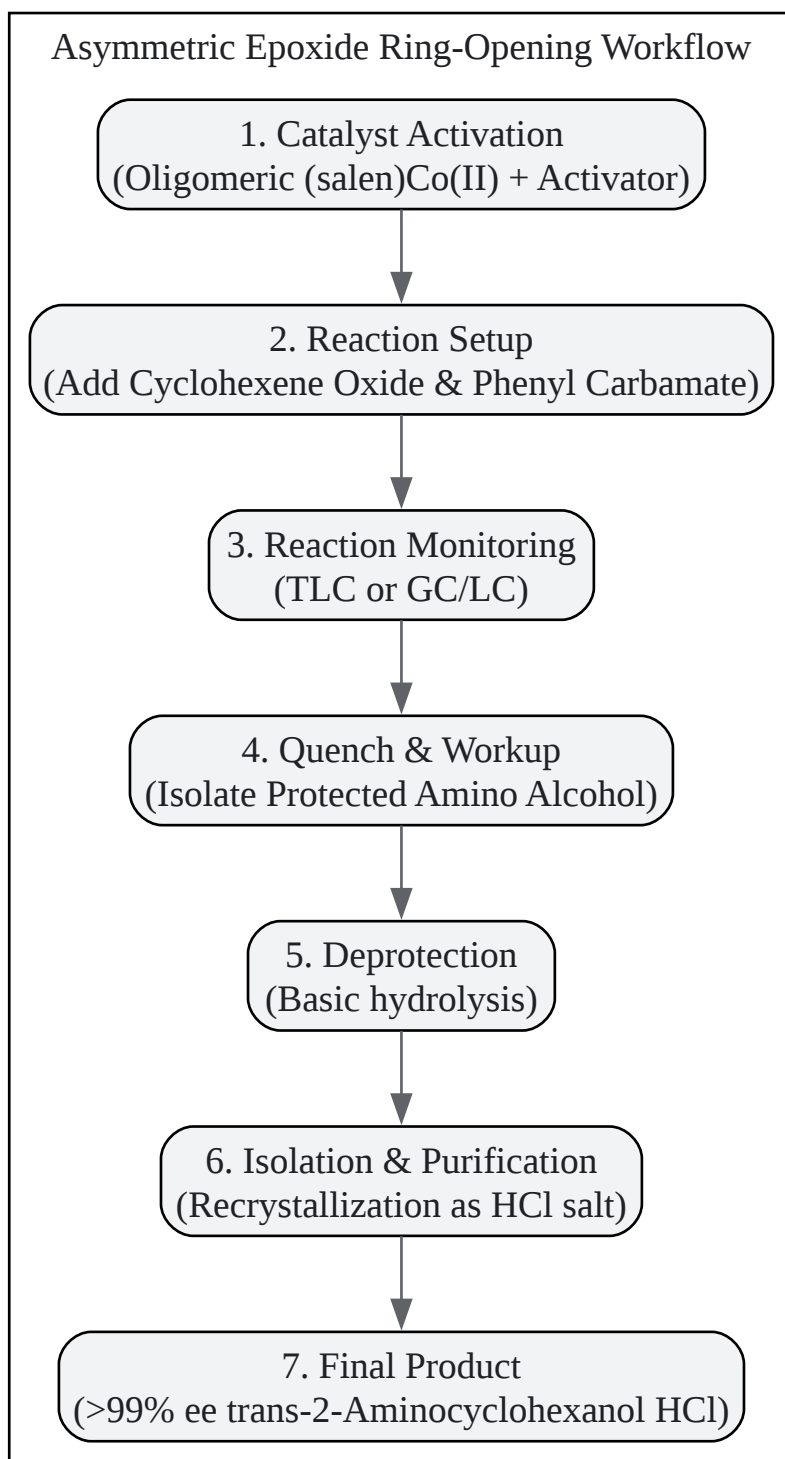 Asymmetric Epoxide Ring-Opening Workflow
1. Catalyst Activation
(Oligomeric (salen)Co(II) + Activator)
2. Reaction Setup
(Add Cyclohexene Oxide & Phenyl Carbamate)
3. Reaction Monitoring
(TLC or GC/LC)
4. Quench & Workup
(Isolate Protected Amino Alcohol)
5. Deprotection
(Basic hydrolysis)
6. Isolation & Purification
(Recrystallization as HCl salt)
7. Final Product
(>99% ee trans-2-Aminocyclohexanol HCl)